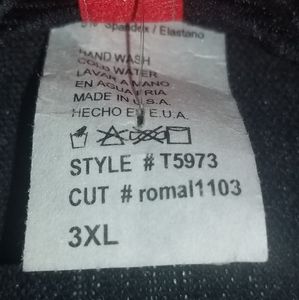 Spandex / Elastano
HAND WASH
COLD WATER
LAVAR A MANO
EN AGUA FRIA
MADE IN U.S.A.
HECHO EN E.U.A.
STYLE # T5973
CUT # romal1103
3XL